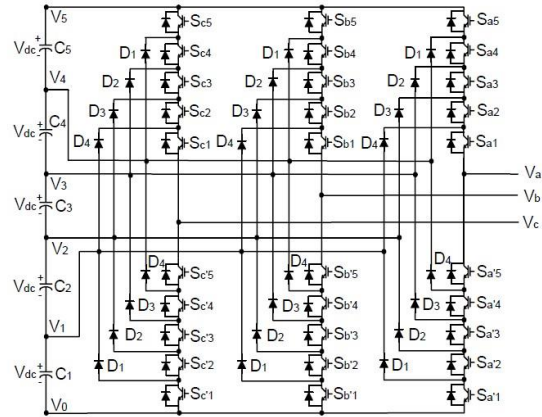 V5 Sc5 Sb5 Sa5
Vdc + - C5 D1 Sc4 D1 Sb4 D1 Sa4
V4 D2 Sc3 D2 Sb3 D2 Sa3
Vdc + - C4 D3 Sc2 D3 Sb2 D3 Sa2
D4 Sc1 D4 Sb1 D4 Sa1
V3 Va
Vdc + - C3 Vb
V2 Vc
D4 Sc'5 D4 Sb'5 D4 Sa'5
Vdc + - C2 D3 Sc'4 D3 Sb'4 D3 Sa'4
V1 D2 Sc'3 D2 Sb'3 D2 Sa'3
Vdc + - C1 D1 Sc'2 D1 Sb'2 D1 Sa'2
V0 Sc'1 Sb'1 Sa'1